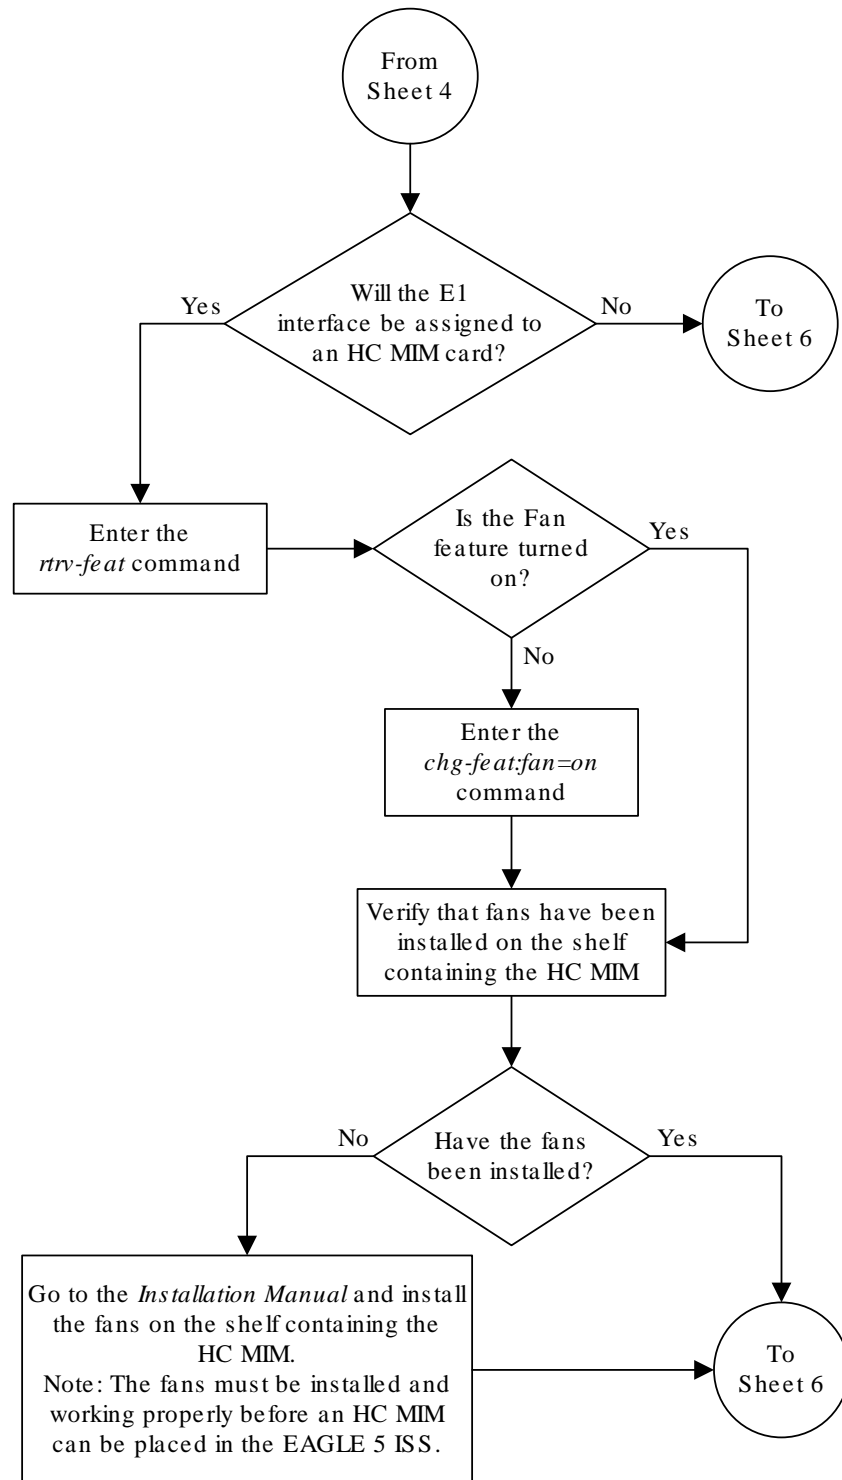 From
Sheet 4
Will the E1
interface be assigned to
an HC MIM card?
Yes
No
To
Sheet 6
Enter the
rtrv-feat command
Is the Fan
feature turned
on?
Yes
No
Enter the
chg-feat:fan=on
command
Verify that fans have been
installed on the shelf
containing the HC MIM
Have the fans
been installed?
No
Yes
Go to the Installation Manual and install
the fans on the shelf containing the
HC MIM.
Note: The fans must be installed and
working properly before an HC MIM
can be placed in the EAGLE 5 ISS.
To
Sheet 6